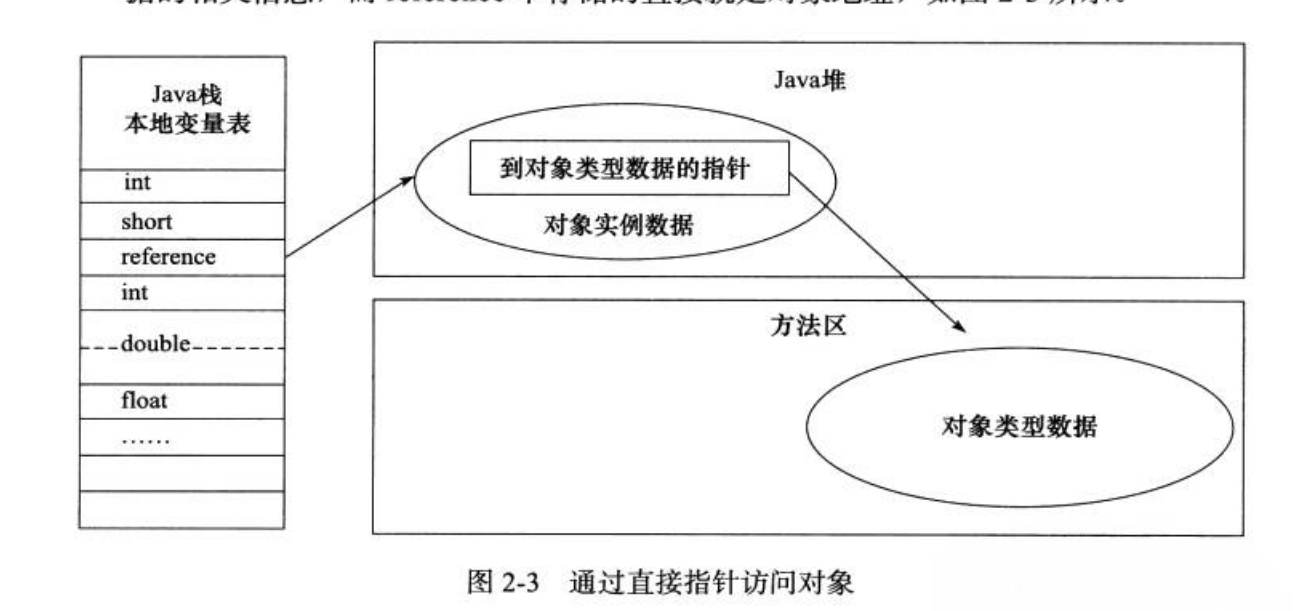 Java栈
本地变量表
int
short
reference
int
double
float
……
Java堆
到对象类型数据的指针
对象实例数据
方法区
对象类型数据
图 2-3 通过直接指针访问对象